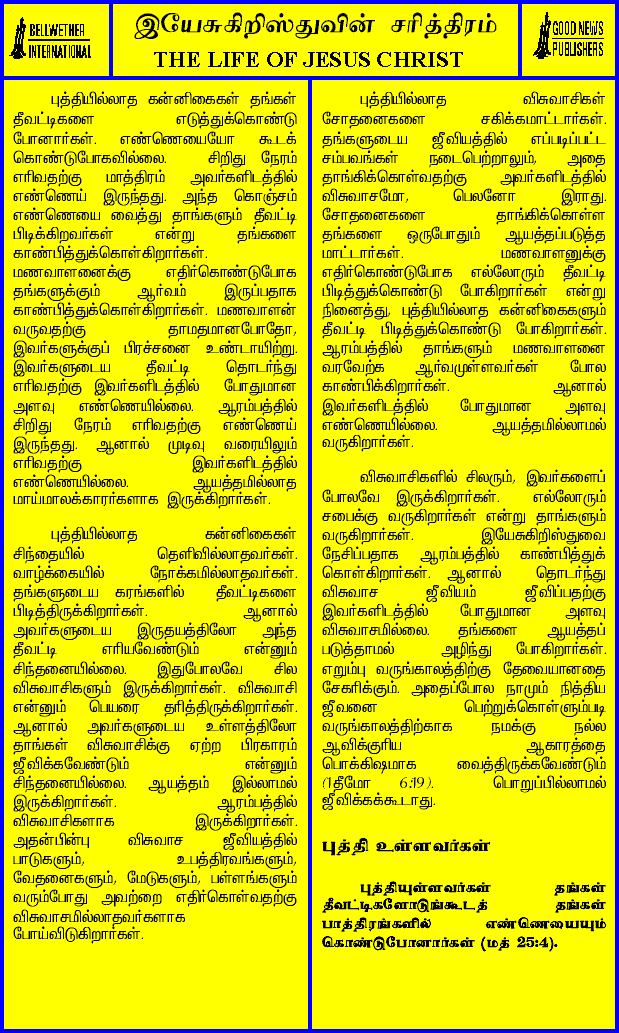 BELLWETHER
INTERNATIONAL
இயேசுகிறிஸ்துவின் சரித்திரம்
THE LIFE OF JESUS CHRIST
GOOD NEWS
PUBLISHERS
புத்தியில்லாத கன்னிகைகள் தங்கள்
தீவட்டிகளை எடுத்துக்கொண்டு
போனார்கள். எண்ணெயையோ கூடக்
கொண்டுபோகவில்லை. சிறிது நேரம்
எரிவதற்கு மாத்திரம் அவர்களிடத்தில்
எண்ணெய் இருந்தது. அந்த கொஞ்சம்
எண்ணெயை வைத்து தாங்களும் தீவட்டி
பிடிக்கிறவர்கள் என்று தங்களை
காண்பித்துக்கொள்கிறார்கள்.
மணவாளனைக்கு எதிர்கொண்டுபோக
தங்களுக்கும் ஆர்வம் இருப்பதாக
காண்பித்துக்கொள்கிறார்கள். மணவாளன்
வருவதற்கு தாமதமானபோதோ,
இவர்களுக்குப் பிரச்சனை உண்டாயிற்று.
இவர்களுடைய தீவட்டி தொடர்ந்து
எரிவதற்கு இவர்களிடத்தில் போதுமான
அளவு எண்ணெயில்லை. ஆரம்பத்தில்
சிறிது நேரம் எரிவதற்கு எண்ணெய்
இருந்தது. ஆனால் முடிவு வரையிலும்
எரிவதற்கு இவர்களிடத்தில்
எண்ணெயில்லை. ஆயத்தமில்லாத
மாய்மாலக்காரர்களாக இருக்கிறார்கள்.
புத்தியில்லாத கன்னிகைகள்
சிந்தையில் தெளிவில்லாதவர்கள்.
வாழ்க்கையில் நோக்கமில்லாதவர்கள்.
தங்களுடைய கரங்களில் தீவட்டிகளை
பிடித்திருக்கிறார்கள். ஆனால்
அவர்களுடைய இருதயத்திலோ அந்த
தீவட்டி எரியவேண்டும் என்னும்
சிந்தனையில்லை. இதுபோலவே சில
விசுவாசிகளும் இருக்கிறார்கள். விசுவாசி
என்னும் பெயரை தரித்திருக்கிறார்கள்.
ஆனால் அவர்களுடைய உள்ளத்திலோ
தாங்கள் விசுவாசிக்கு ஏற்ற பிரகாரம்
ஜீவிக்கவேண்டும் என்னும்
சிந்தனையில்லை. ஆயத்தம் இல்லாமல்
இருக்கிறார்கள். ஆரம்பத்தில்
விசுவாசிகளாக இருக்கிறார்கள்.
அதன்பின்பு விசுவாச ஜீவியத்தில்
பாடுகளும், உபத்திரவங்களும்,
வேதனைகளும், மேடுகளும், பள்ளங்களும்
வரும்போது அவற்றை எதிர்கொள்வதற்கு
விசுவாசமில்லாதவர்களாக
போய்விடுகிறார்கள்.
புத்தியில்லாத விசுவாசிகள்
சோதனைகளை சகிக்கமாட்டார்கள்.
தங்களுடைய ஜீவியத்தில் எப்படிப்பட்ட
சம்பவங்கள் நடைபெற்றாலும், அதை
தாங்கிக்கொள்வதற்கு அவர்களிடத்தில்
விசுவாசமோ, பெலனோ இராது.
சோதனைகளை தாங்கிக்கொள்ள
தங்களை ஒருபோதும் ஆயத்தப்படுத்த
மாட்டார்கள். மணவாளனுக்கு
எதிர்கொண்டுபோக எல்லோரும் தீவட்டி
பிடித்துக்கொண்டு போகிறார்கள் என்று
நினைத்து, புத்தியில்லாத கன்னிகைகளும்
தீவட்டி பிடித்துக்கொண்டு போகிறார்கள்.
ஆரம்பத்தில் தாங்களும் மணவாளனை
வரவேற்க ஆர்வமுள்ளவர்கள் போல
காண்பிக்கிறார்கள். ஆனால்
இவர்களிடத்தில் போதுமான அளவு
எண்ணெயில்லை. ஆயத்தமில்லாமல்
வருகிறார்கள்.
விசுவாசிகளில் சிலரும், இவர்களைப்
போலவே இருக்கிறார்கள். எல்லோரும்
சபைக்கு வருகிறார்கள் என்று தாங்களும்
வருகிறார்கள். இயேசுகிறிஸ்துவை
நேசிப்பதாக ஆரம்பத்தில் காண்பித்துக்
கொள்கிறார்கள். ஆனால் தொடர்ந்து
விசுவாச ஜீவியம் ஜீவிப்பதற்கு
இவர்களிடத்தில் போதுமான அளவு
விசுவாசமில்லை. தங்களை ஆயத்தப்
படுத்தாமல் அழிந்து போகிறார்கள்.
எறும்பு வருங்காலத்திற்கு தேவையானதை
சேகரிக்கும். அதைப்போல நாமும் நித்திய
ஜீவனை பெற்றுக்கொள்ளும்படி
வருங்காலத்திற்காக நமக்கு நல்ல
ஆவிக்குரிய ஆகாரத்தை
பொக்கிஷமாக வைத்திருக்கவேண்டும்
(1தீமோ 6:19). பொறுப்பில்லாமல்
ஜீவிக்கக்கூடாது.
புத்தி உள்ளவர்கள்
புத்தியுள்ளவர்கள் தங்கள்
தீவட்டிகளோடுங்கூடத் தங்கள்
பாத்திரங்களில் எண்ணெயையும்
கொண்டுபோனார்கள் (மத் 25:4).